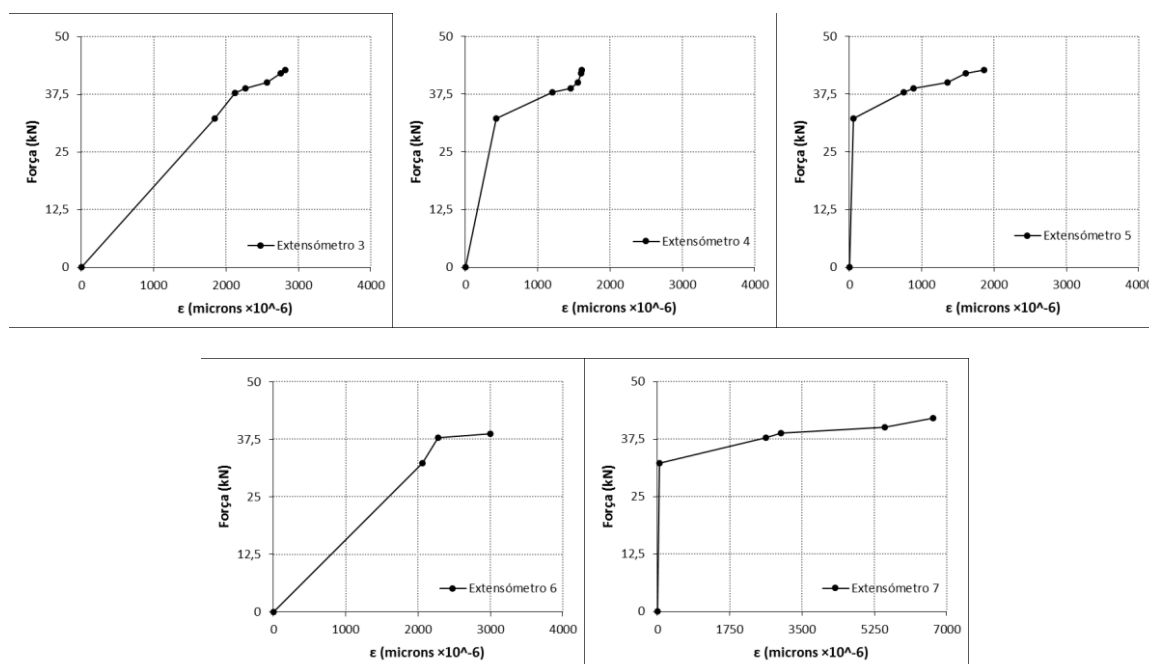 50
37,5
25
12,5
0
Força (kN)
Extensómetro 3
0 1000 2000 3000 4000
ε (microns ×10^-6)
50
37,5
25
12,5
0
Força (kN)
Extensómetro 4
0 1000 2000 3000 4000
ε (microns ×10^-6)
50
37,5
25
12,5
0
Força (kN)
Extensómetro 5
0 1000 2000 3000 4000
ε (microns ×10^-6)
50
37,5
25
12,5
0
Força (kN)
Extensómetro 6
0 1000 2000 3000 4000
ε (microns ×10^-6)
50
37,5
25
12,5
0
Força (kN)
Extensómetro 7
0 1750 3500 5250 7000
ε (microns ×10^-6)